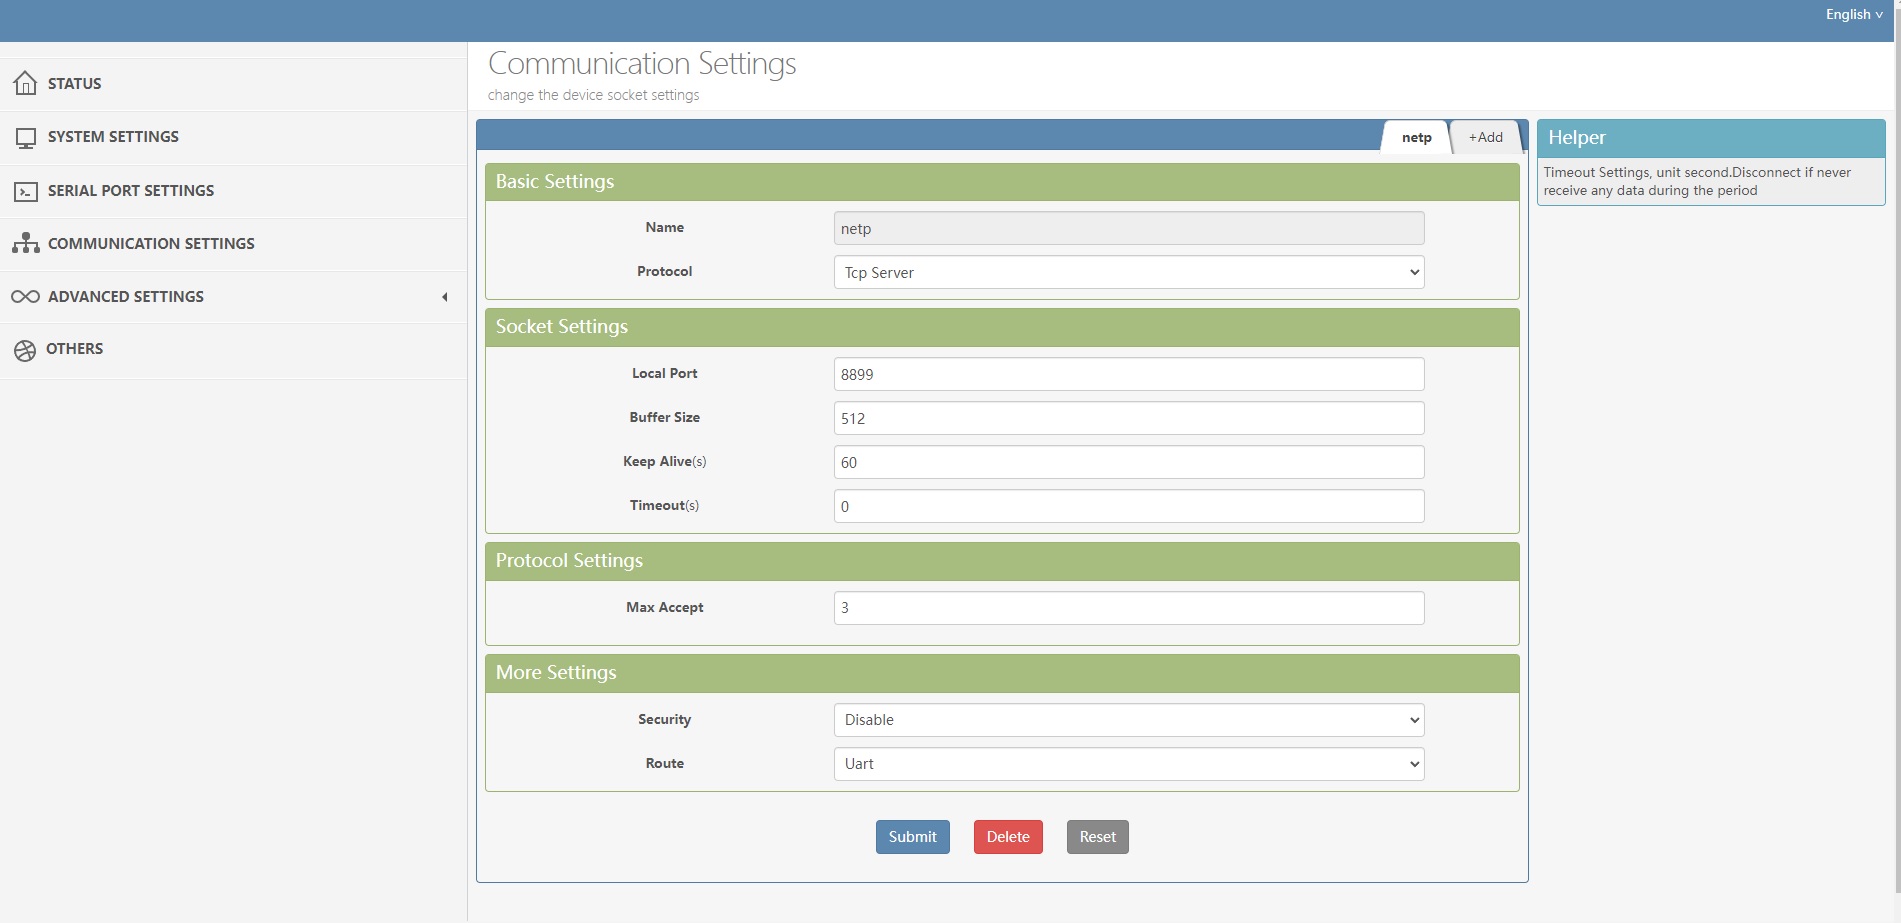 English
STATUS
SYSTEM SETTINGS
SERIAL PORT SETTINGS
COMMUNICATION SETTINGS
ADVANCED SETTINGS
OTHERS
Communication Settings
change the device socket settings
netp +Add
Basic Settings
Name netp
Protocol Tcp Server
Socket Settings
Local Port 8899
Buffer Size 512
Keep Alive(s) 60
Timeout(s) 0
Protocol Settings
Max Accept 3
More Settings
Security Disable
Route Uart
Submit Delete Reset
Helper
Timeout Settings, unit second.Disconnect if never
receive any data during the period